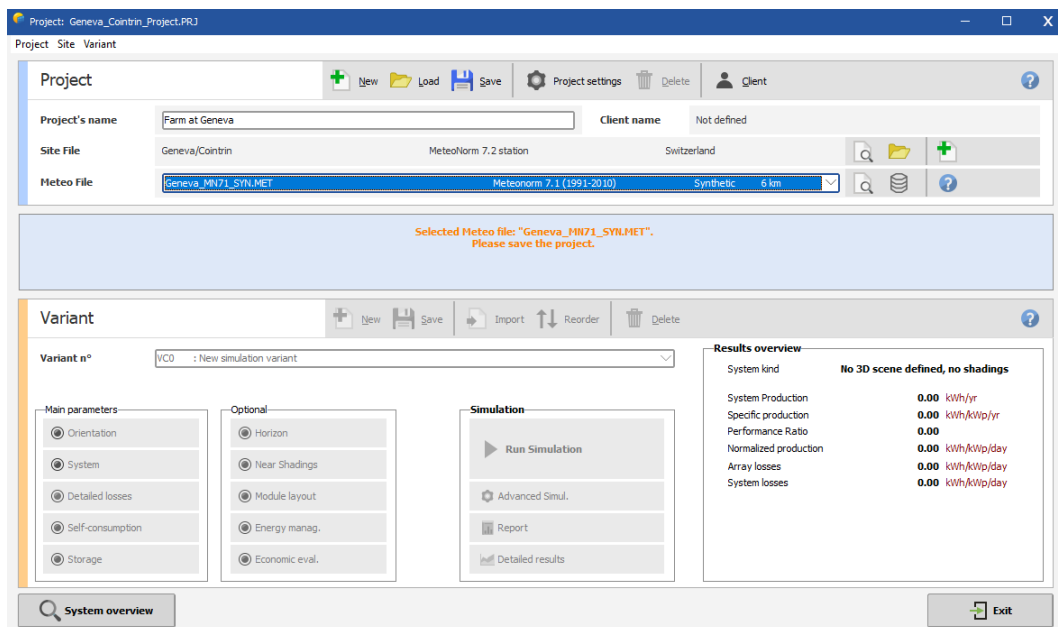 Project: Geneva_Cointrin_Project.PRJ
Project Site Variant
Project New Load Save Project settings Delete Client
Project's name Farm at Geneva Client name Not defined
Site File Geneva/Cointrin MeteoNorm 7.2 station Switzerland
Meteo File Geneva_MN71_SYN.MET Meteonorm 7.1 (1991-2010) Synthetic 6 km
Selected Meteo file: "Geneva_MN71_SYN.MET".
Please save the project.
Variant New Save Import Reorder Delete
Variant n° VC0 : New simulation variant
Main parameters
Orientation
System
Detailed losses
Self-consumption
Storage
Optional
Horizon
Near Shadings
Module layout
Energy manag.
Economic eval.
Simulation
Run Simulation
Advanced Simul.
Report
Detailed results
Results overview
System kind No 3D scene defined, no shadings
System Production 0.00 kWh/yr
Specific production 0.00 kWh/kWp/yr
Performance Ratio 0.00
Normalized production 0.00 kWh/kWp/day
Array losses 0.00 kWh/kWp/day
System losses 0.00 kWh/kWp/day
System overview
Exit